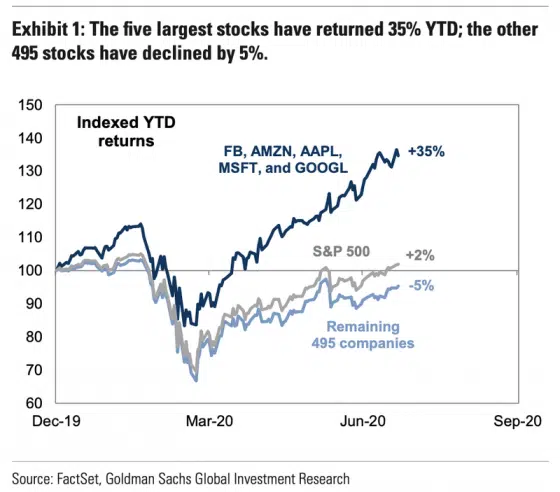 Exhibit 1: The five largest stocks have returned 35% YTD; the other
495 stocks have declined by 5%.
150
140
130
120
110
100
90
80
70
60
Indexed YTD
returns
FB, AMZN, AAPL,
MSFT, and GOOGL
+35%
S&P 500
+2%
-5%
Remaining
495 companies
Dec-19
Mar-20
Jun-20
Sep-20
Source: FactSet, Goldman Sachs Global Investment Research